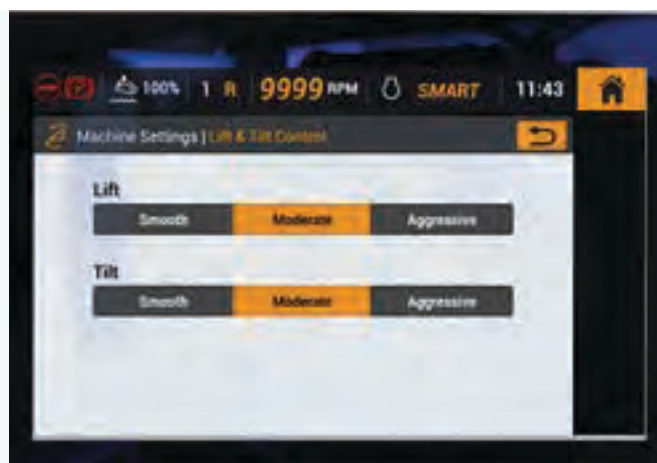 100% 1 R 9999 RPM SMART 11:43
Machine Settings | Lift & Tilt Control
Lift
Smooth Moderate Aggressive
Tilt
Smooth Moderate Aggressive